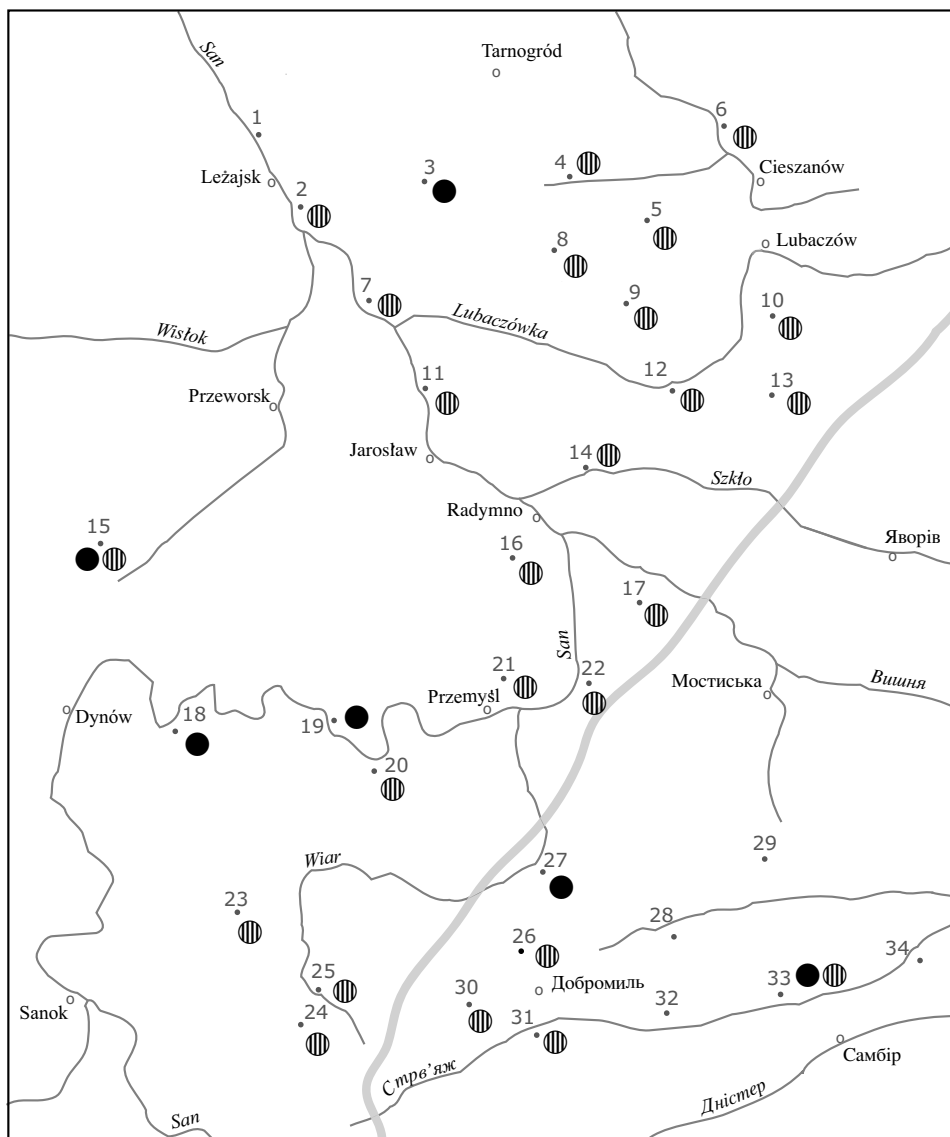 San
Tarnogród
1
6
3
4
Leżajsk
Cieszanów
2
5
8
Lubaczów
7
9
10
Lubaczówka
Wisłok
11
12
13
Przeworsk
Jarosław
14
Szkło
Radymno
15
16
Яворів
17
San
21
22
Przemyśl
Мостиська
Вишня
Dynów
18
19
20
Wiar
27
29
23
28
26
34
25
33
Добромиль
Sanok
24
30
31
32
Самбір
Стрв’яж
Дністер
San